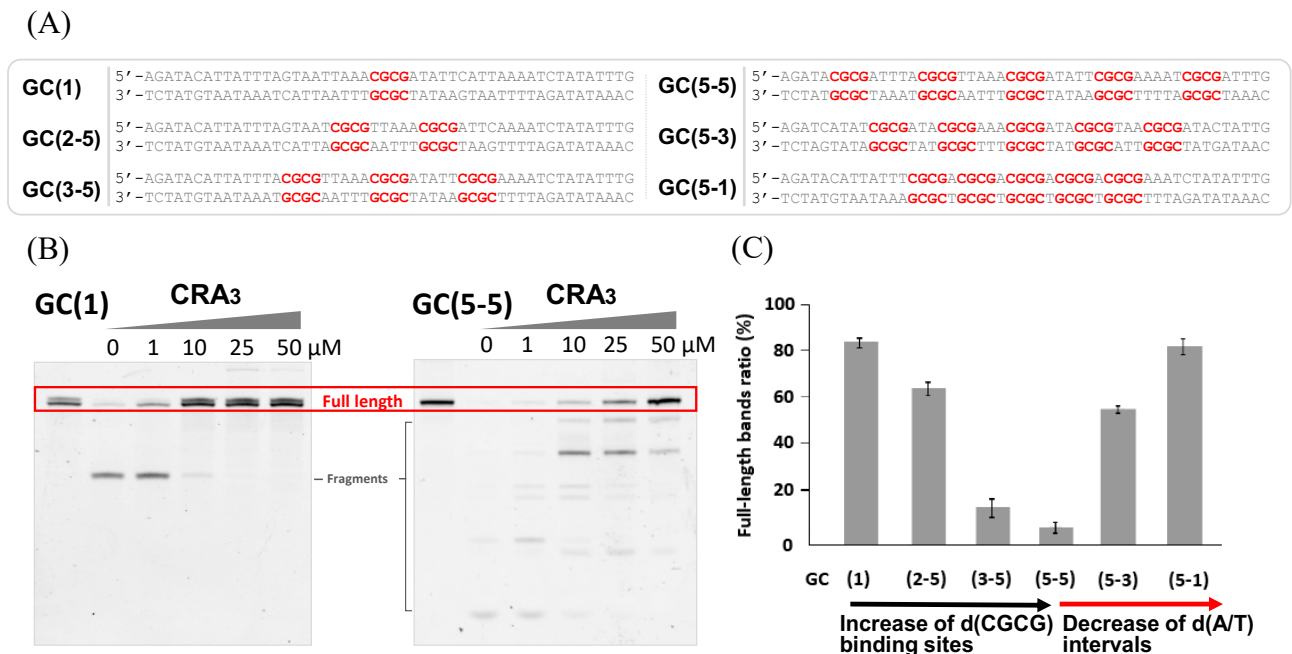 (A)
GC(1)
5’-AGATACATTATTTAGTAATTAAACGCGATATTCATTAAAATCTATATTTG
3’-TCTATGTAATAAATCATTAATTTGCGCTATAAGTAATTTTAGATATAAAC
GC(2-5)
5’-AGATACATTATTTAGTAATCGCGTTAAACGCGATTCAAAATCTATATTTG
3’-TCTATGTAATAAATCATTAGCGCAATTTGCGCTAAGTTTTAGATATAAAC
GC(3-5)
5’-AGATACATTATTTACGCGTTAAACGCGATATTCGCGAAAATCTATATTTG
3’-TCTATGTAATAAATGCGCAATTTGCGCTATAAGCGCTTTTAGATATAAAC
GC(5-5)
5’-AGATACGCGATTTACGCGTTAAACGCGATATTCGCGAAAATCGCGATTTG
3’-TCTATGCGCTAAATGCGCAATTTGCGCTATAAGCGCTTTTAGCGCTAAAC
GC(5-3)
5’-AGATCATATCGCGATACGCGAAACGCGATACGCGTAACGCGATACTATTG
3’-TCTAGTATAGCGCTATGCGCTTTGCGCTATGCGCATTGCGCTATGATAAC
GC(5-1)
5’-AGATACATTATTTCGCGACGCGACGCGACGCGACGCGAAATCTATATTTG
3’-TCTATGTAATAAAGCGCTGCGCTGCGCTGCGCTGCGCTTTAGATATAAAC
(B)
GC(1)
CRA3
0 1 10 25 50 μM
GC(5-5)
CRA3
0 1 10 25 50 μM
Full length
Fragments
(C)
Full-length bands ratio (%)
100
80
60
40
20
0
GC (1) (2-5) (3-5) (5-5) (5-3) (5-1)
Increase of d(CGCG)
binding sites
Decrease of d(A/T)
intervals